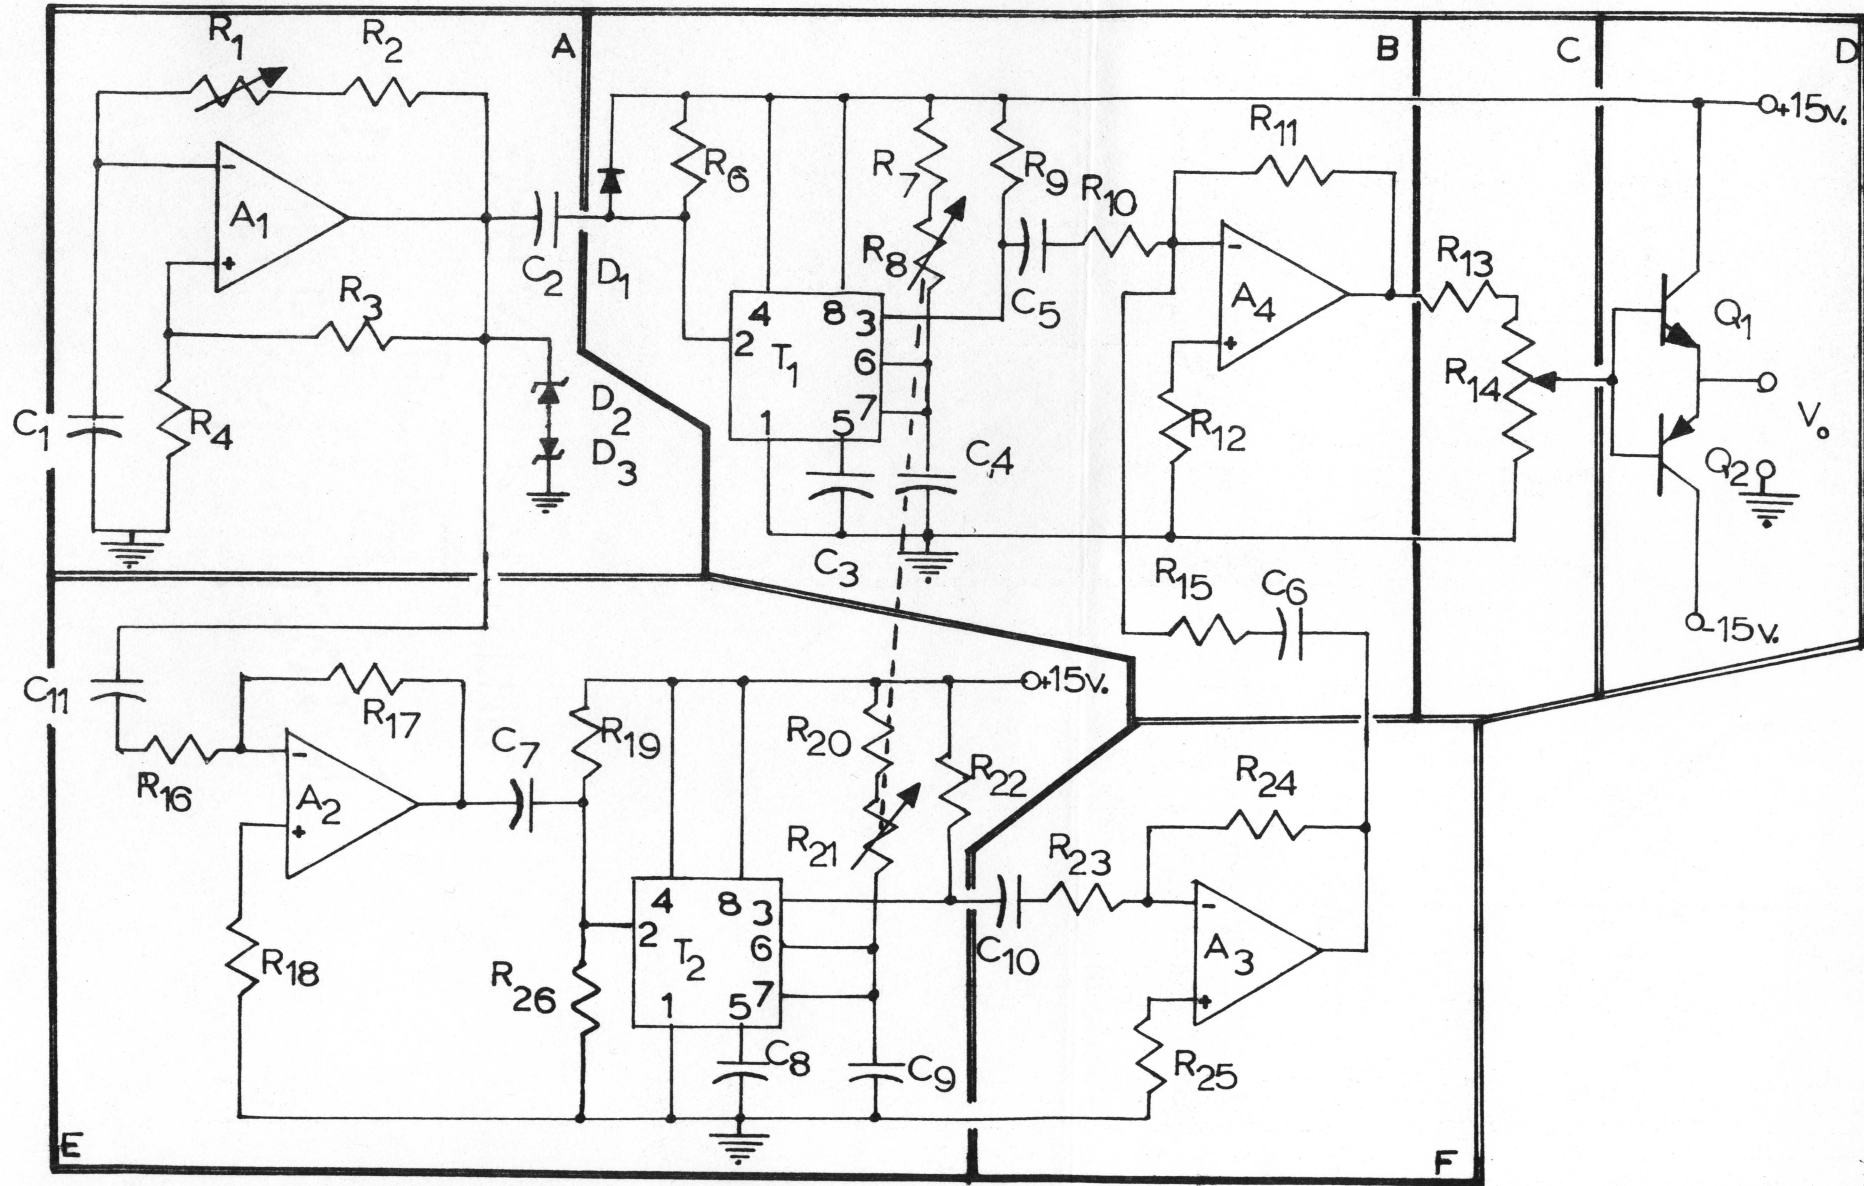 R1 R2 A B C D
+15v.
R11
R6 R7 R9 R10
A1 - +
R8 A4 - +
R13
C2 D1 C5
R3
4 8 3
2 T1 6
1 5 7
Q1
R14
Vo
C1 R4 D2 R12
D3 C4 Q2
C3 R15 C6
-15v.
C11 R17 +15v.
R16 A2 - + C7 R19 R20 R22 R24
R21 R23
4 8 3
2 T2 6
1 5 7
R18 R26 C10 A3 - +
C8 C9 R25
E F